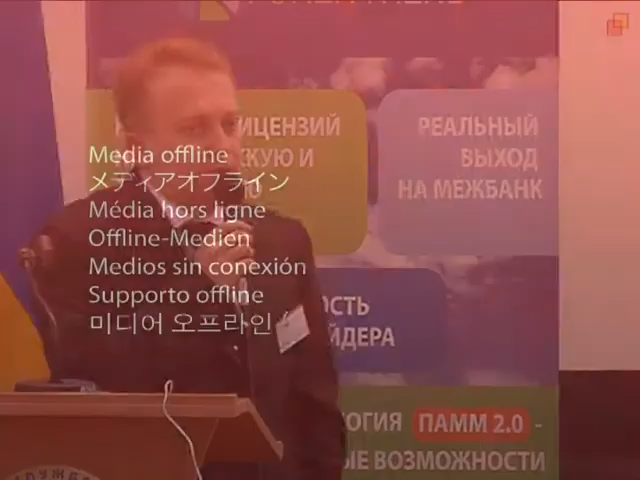 Media offline
メディアオフライン
Média hors ligne
Offline-Medien
Medios sin conexión
Supporto offline
미디어 오프라인
ИЦЕНЗИЙ
СКУЮ И
РЕАЛЬНЫЙ
ВЫХОД
НА МЕЖБАНК
ОСТЬ
ЙДЕРА
ОГИЯ ПАММ 2.0 -
ЫЕ ВОЗМОЖНОСТИ